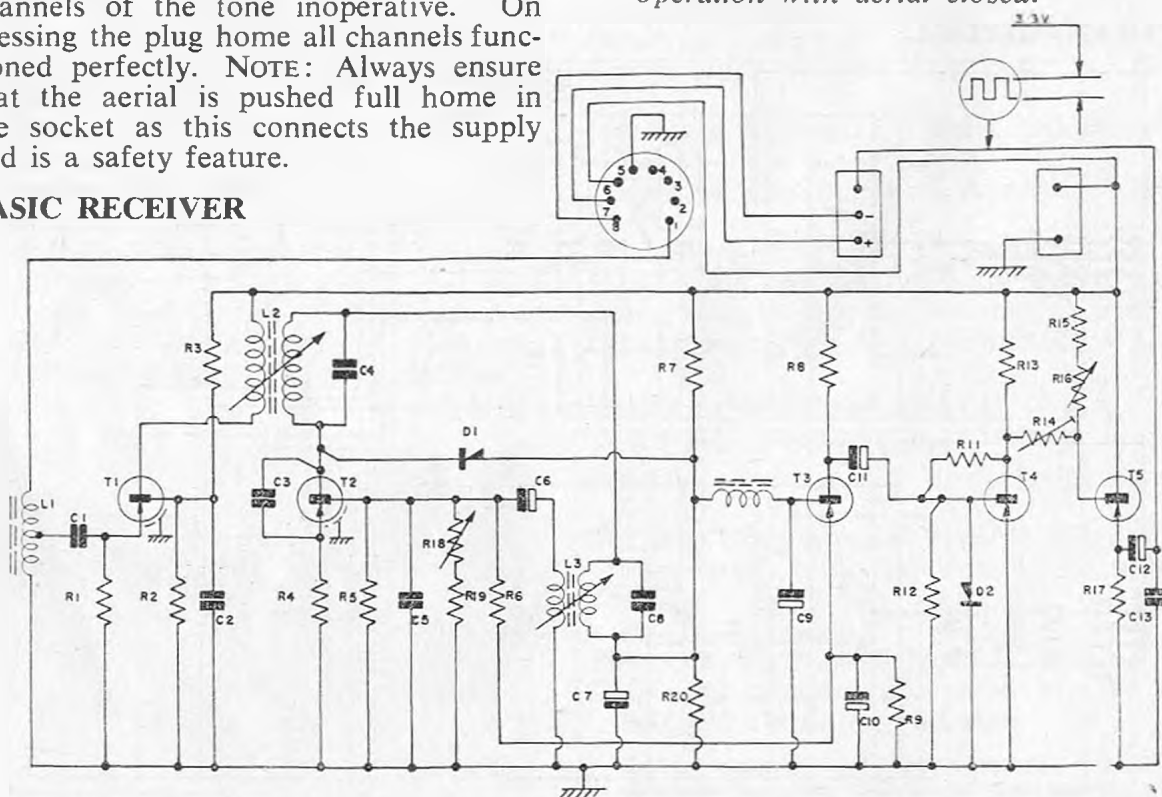 annels of the tone inoperative. On
essing the plug home all channels func-
oned perfectly. NOTE: Always ensure
at the aerial is pushed full home in
e socket as this connects the supply
d is a safety feature.
operation with aerial closed.
ASIC RECEIVER
3·3V
5 4
6 3
7 2
8 1
−
+
L2
R3
C4
R7
R8
R13
R15
R16
R14
D1
R11
T1
C3
T2
C6
T3
C11
T4
T5
L1
C1
R18
L3
C12
R1
R2
C2
R4
R5
C5
R19
R6
C8
C9
R12
D2
R17
C13
C7
R20
C10
R9